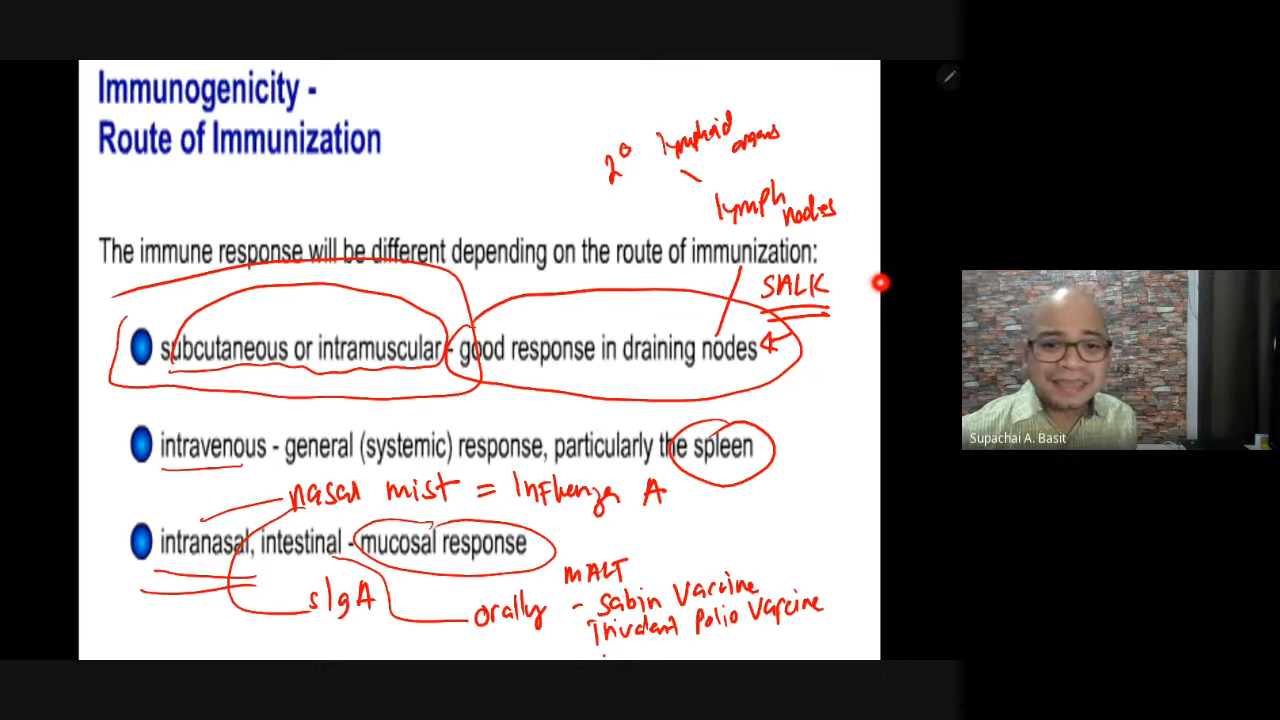 Immunogenicity -
Route of Immunization
2° lymphoid organs
lymph nodes
The immune response will be different depending on the route of immunization:
SALK
subcutaneous or intramuscular - good response in draining nodes
intravenous - general (systemic) response, particularly the spleen
nasal mist = Influenza A
intranasal, intestinal - mucosal response
MALT
sIgA
orally - Sabin Vaccine
Trivalent Polio Vaccine
Supachai A. Basit